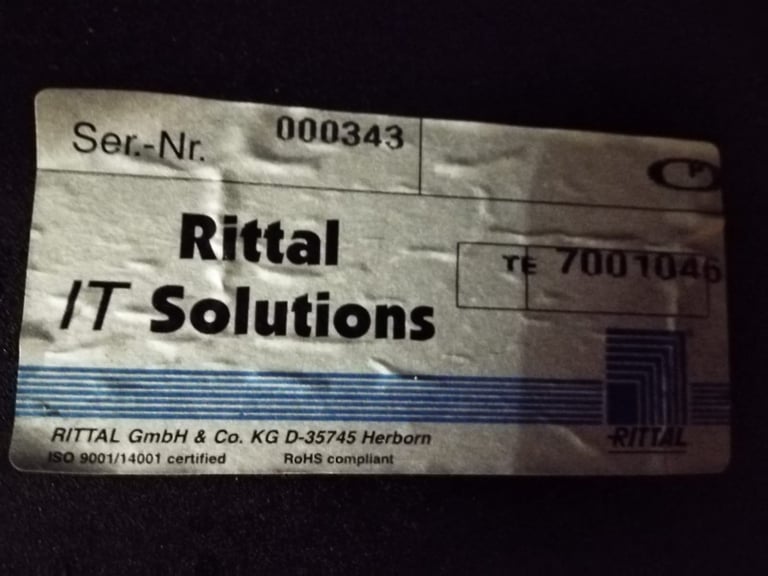 Ser.-Nr. 000343
Rittal
TE 7001046
IT Solutions
RITTAL
RITTAL GmbH & Co. KG D-35745 Herborn
ISO 9001/14001 certified RoHS compliant